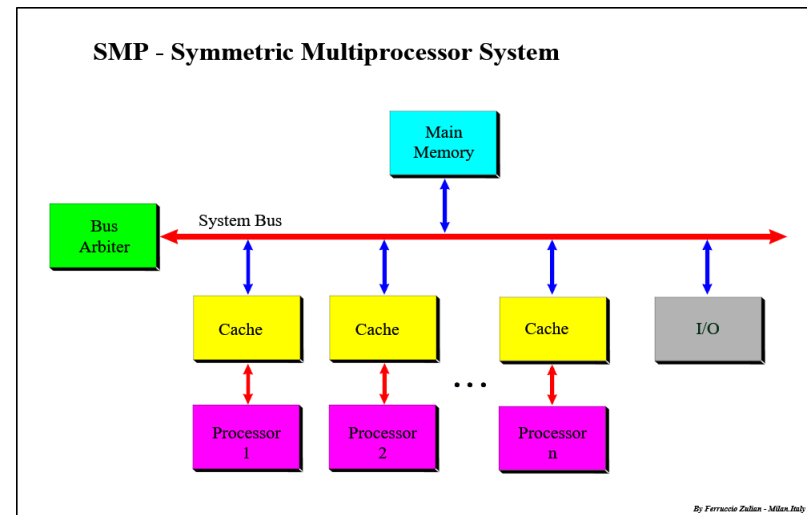 SMP - Symmetric Multiprocessor System
Main
Memory
Bus
Arbiter
System Bus
Cache
Cache
Cache
I/O
...
Processor
1
Processor
2
Processor
n
By Ferruccio Zulian - Milan.Italy